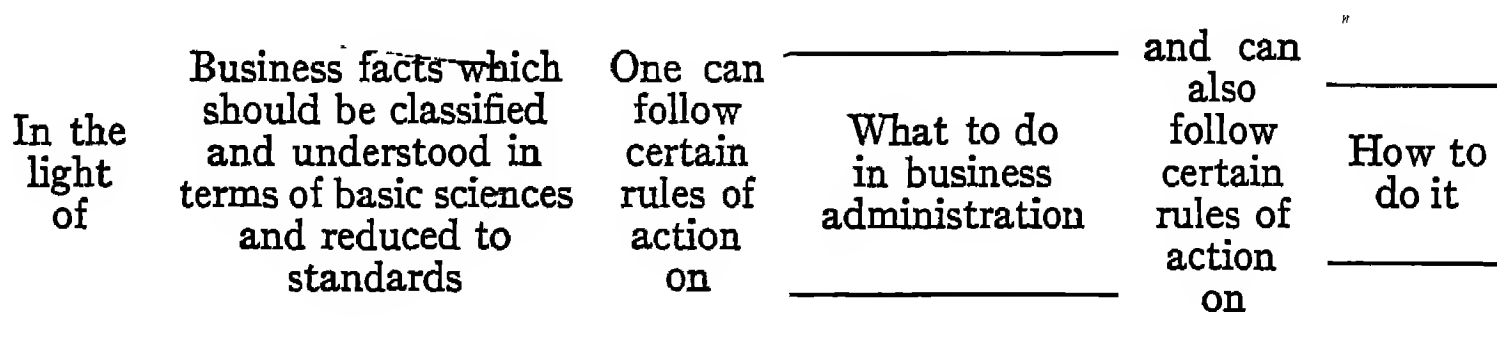 In the
light
of
Business facts which
should be classified
and understood in
terms of basic sciences
and reduced to
standards
One can
follow
certain
rules of
action
on
What to do
in business
administration
and can
also
follow
certain
rules of
action
on
How to
do it